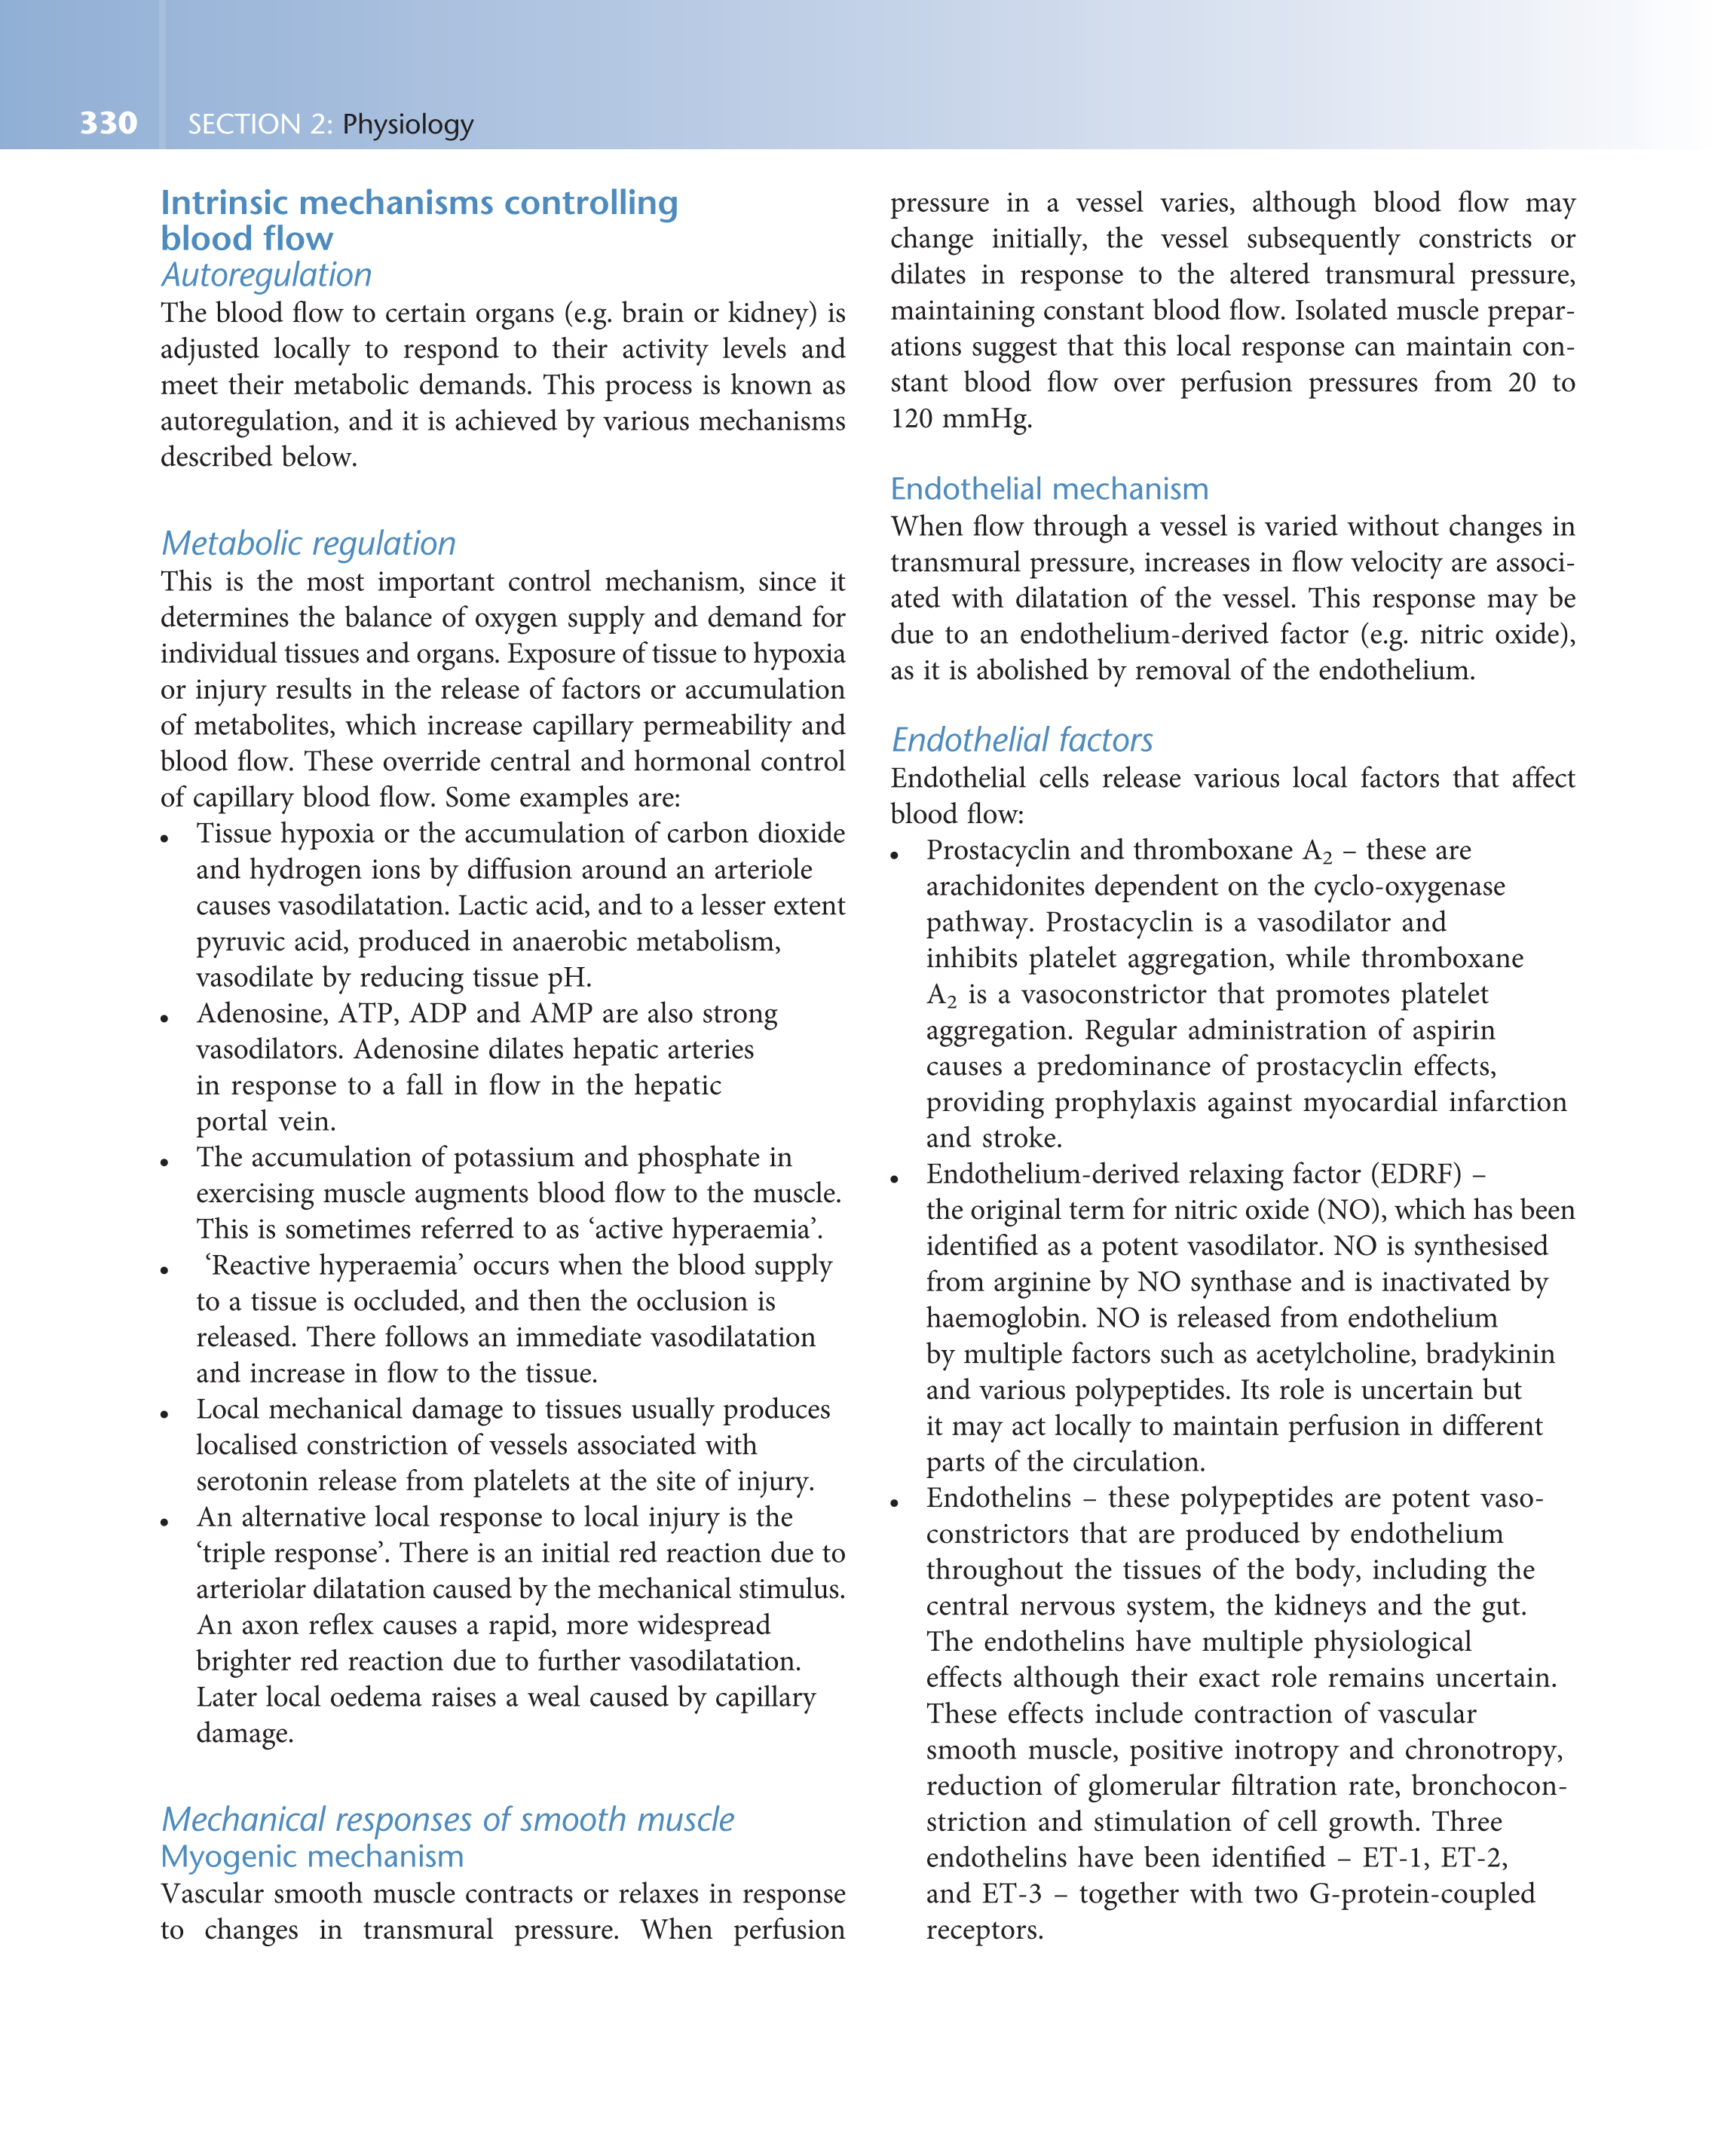 330 SECTION 2: Physiology
Intrinsic mechanisms controlling
blood flow
Autoregulation
The blood flow to certain organs (e.g. brain or kidney) is
adjusted locally to respond to their activity levels and
meet their metabolic demands. This process is known as
autoregulation, and it is achieved by various mechanisms
described below.
Metabolic regulation
This is the most important control mechanism, since it
determines the balance of oxygen supply and demand for
individual tissues and organs. Exposure of tissue to hypoxia
or injury results in the release of factors or accumulation
of metabolites, which increase capillary permeability and
blood flow. These override central and hormonal control
of capillary blood flow. Some examples are:
• Tissue hypoxia or the accumulation of carbon dioxide
and hydrogen ions by diffusion around an arteriole
causes vasodilatation. Lactic acid, and to a lesser extent
pyruvic acid, produced in anaerobic metabolism,
vasodilate by reducing tissue pH.
• Adenosine, ATP, ADP and AMP are also strong
vasodilators. Adenosine dilates hepatic arteries
in response to a fall in flow in the hepatic
portal vein.
• The accumulation of potassium and phosphate in
exercising muscle augments blood flow to the muscle.
This is sometimes referred to as ‘active hyperaemia’.
• ‘Reactive hyperaemia’ occurs when the blood supply
to a tissue is occluded, and then the occlusion is
released. There follows an immediate vasodilatation
and increase in flow to the tissue.
• Local mechanical damage to tissues usually produces
localised constriction of vessels associated with
serotonin release from platelets at the site of injury.
• An alternative local response to local injury is the
‘triple response’. There is an initial red reaction due to
arteriolar dilatation caused by the mechanical stimulus.
An axon reflex causes a rapid, more widespread
brighter red reaction due to further vasodilatation.
Later local oedema raises a weal caused by capillary
damage.
Mechanical responses of smooth muscle
Myogenic mechanism
Vascular smooth muscle contracts or relaxes in response
to changes in transmural pressure. When perfusion
pressure in a vessel varies, although blood flow may
change initially, the vessel subsequently constricts or
dilates in response to the altered transmural pressure,
maintaining constant blood flow. Isolated muscle prepar-
ations suggest that this local response can maintain con-
stant blood flow over perfusion pressures from 20 to
120 mmHg.
Endothelial mechanism
When flow through a vessel is varied without changes in
transmural pressure, increases in flow velocity are associ-
ated with dilatation of the vessel. This response may be
due to an endothelium-derived factor (e.g. nitric oxide),
as it is abolished by removal of the endothelium.
Endothelial factors
Endothelial cells release various local factors that affect
blood flow:
• Prostacyclin and thromboxane A₂ – these are
arachidonites dependent on the cyclo-oxygenase
pathway. Prostacyclin is a vasodilator and
inhibits platelet aggregation, while thromboxane
A₂ is a vasoconstrictor that promotes platelet
aggregation. Regular administration of aspirin
causes a predominance of prostacyclin effects,
providing prophylaxis against myocardial infarction
and stroke.
• Endothelium-derived relaxing factor (EDRF) –
the original term for nitric oxide (NO), which has been
identified as a potent vasodilator. NO is synthesised
from arginine by NO synthase and is inactivated by
haemoglobin. NO is released from endothelium
by multiple factors such as acetylcholine, bradykinin
and various polypeptides. Its role is uncertain but
it may act locally to maintain perfusion in different
parts of the circulation.
• Endothelins – these polypeptides are potent vaso-
constrictors that are produced by endothelium
throughout the tissues of the body, including the
central nervous system, the kidneys and the gut.
The endothelins have multiple physiological
effects although their exact role remains uncertain.
These effects include contraction of vascular
smooth muscle, positive inotropy and chronotropy,
reduction of glomerular filtration rate, bronchocon-
striction and stimulation of cell growth. Three
endothelins have been identified – ET-1, ET-2,
and ET-3 – together with two G-protein-coupled
receptors.